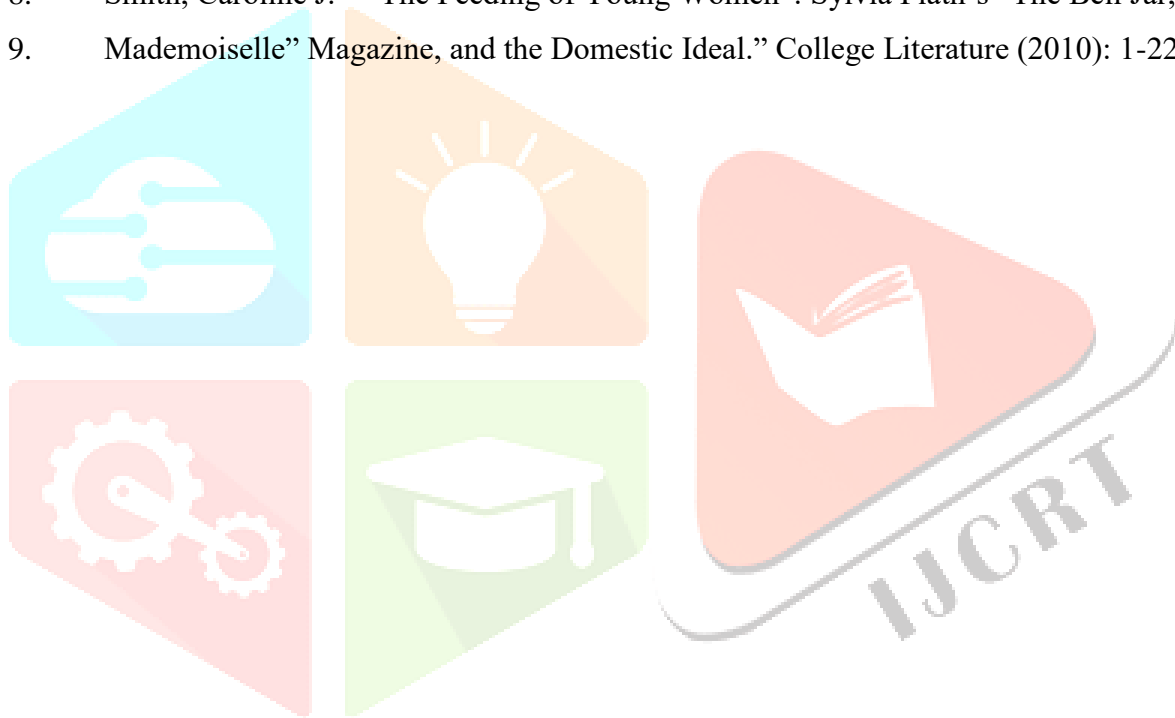 8. Smith, Caroline J. " "The Feeding of Young Women": Sylvia Plath's "The Bell Jar,
9. Mademoiselle” Magazine, and the Domestic Ideal.” College Literature (2010): 1-22
IJCRT